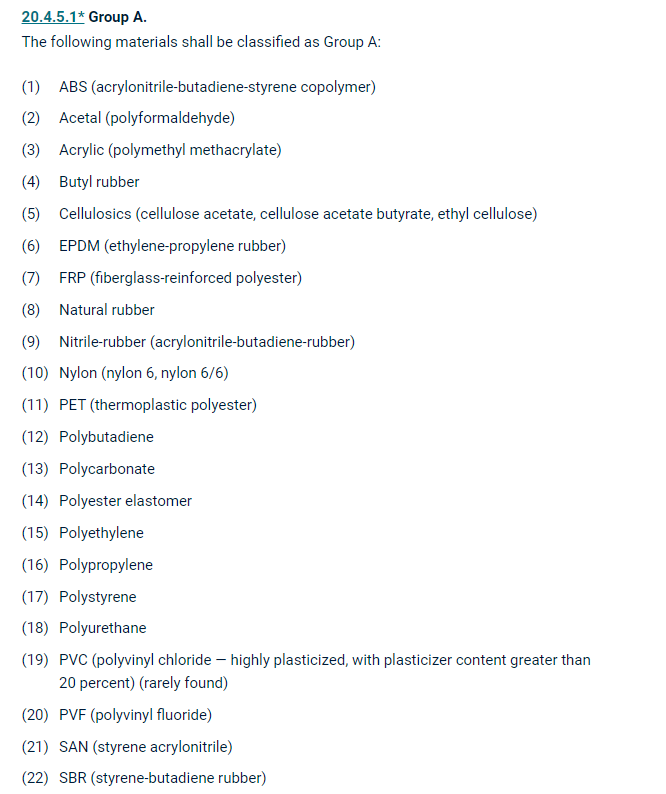 20.4.5.1* Group A.
The following materials shall be classified as Group A:
(1) ABS (acrylonitrile-butadiene-styrene copolymer)
(2) Acetal (polyformaldehyde)
(3) Acrylic (polymethyl methacrylate)
(4) Butyl rubber
(5) Cellulosics (cellulose acetate, cellulose acetate butyrate, ethyl cellulose)
(6) EPDM (ethylene-propylene rubber)
(7) FRP (fiberglass-reinforced polyester)
(8) Natural rubber
(9) Nitrile-rubber (acrylonitrile-butadiene-rubber)
(10) Nylon (nylon 6, nylon 6/6)
(11) PET (thermoplastic polyester)
(12) Polybutadiene
(13) Polycarbonate
(14) Polyester elastomer
(15) Polyethylene
(16) Polypropylene
(17) Polystyrene
(18) Polyurethane
(19) PVC (polyvinyl chloride — highly plasticized, with plasticizer content greater than
20 percent) (rarely found)
(20) PVF (polyvinyl fluoride)
(21) SAN (styrene acrylonitrile)
(22) SBR (styrene-butadiene rubber)